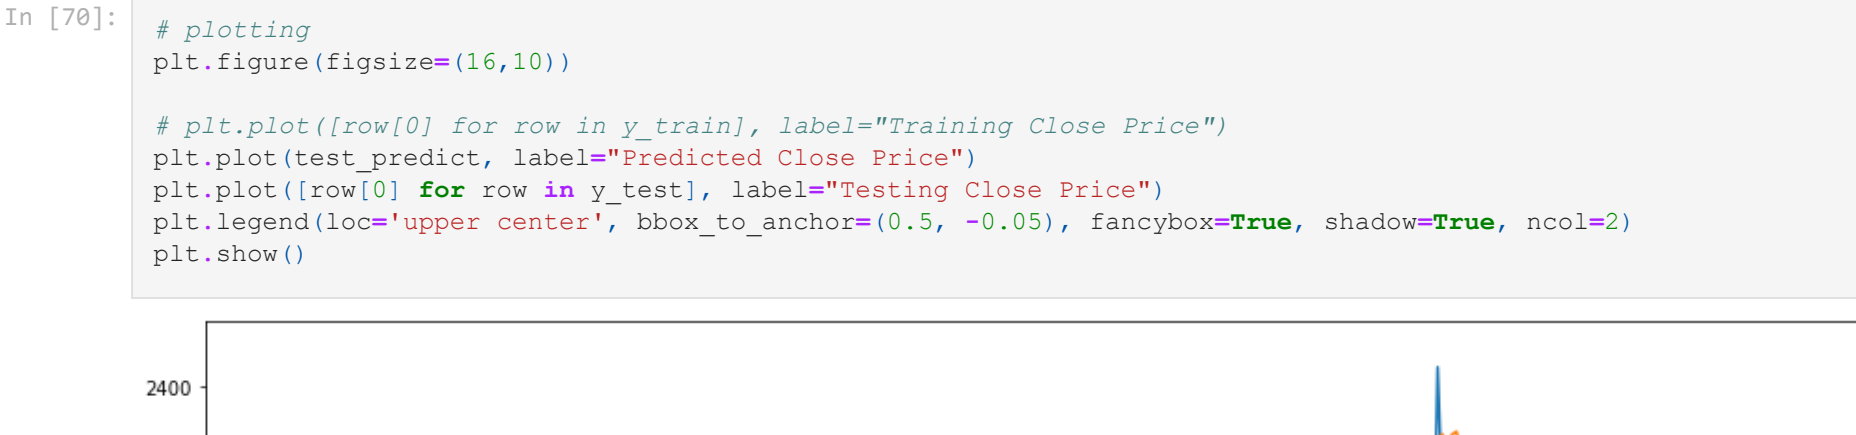 In [70]:
# plotting
plt.figure(figsize=(16,10))
# plt.plot([row[0] for row in y_train], label="Training Close Price")
plt.plot(test_predict, label="Predicted Close Price")
plt.plot([row[0] for row in y_test], label="Testing Close Price")
plt.legend(loc='upper center', bbox_to_anchor=(0.5, -0.05), fancybox=True, shadow=True, ncol=2)
plt.show()
2400